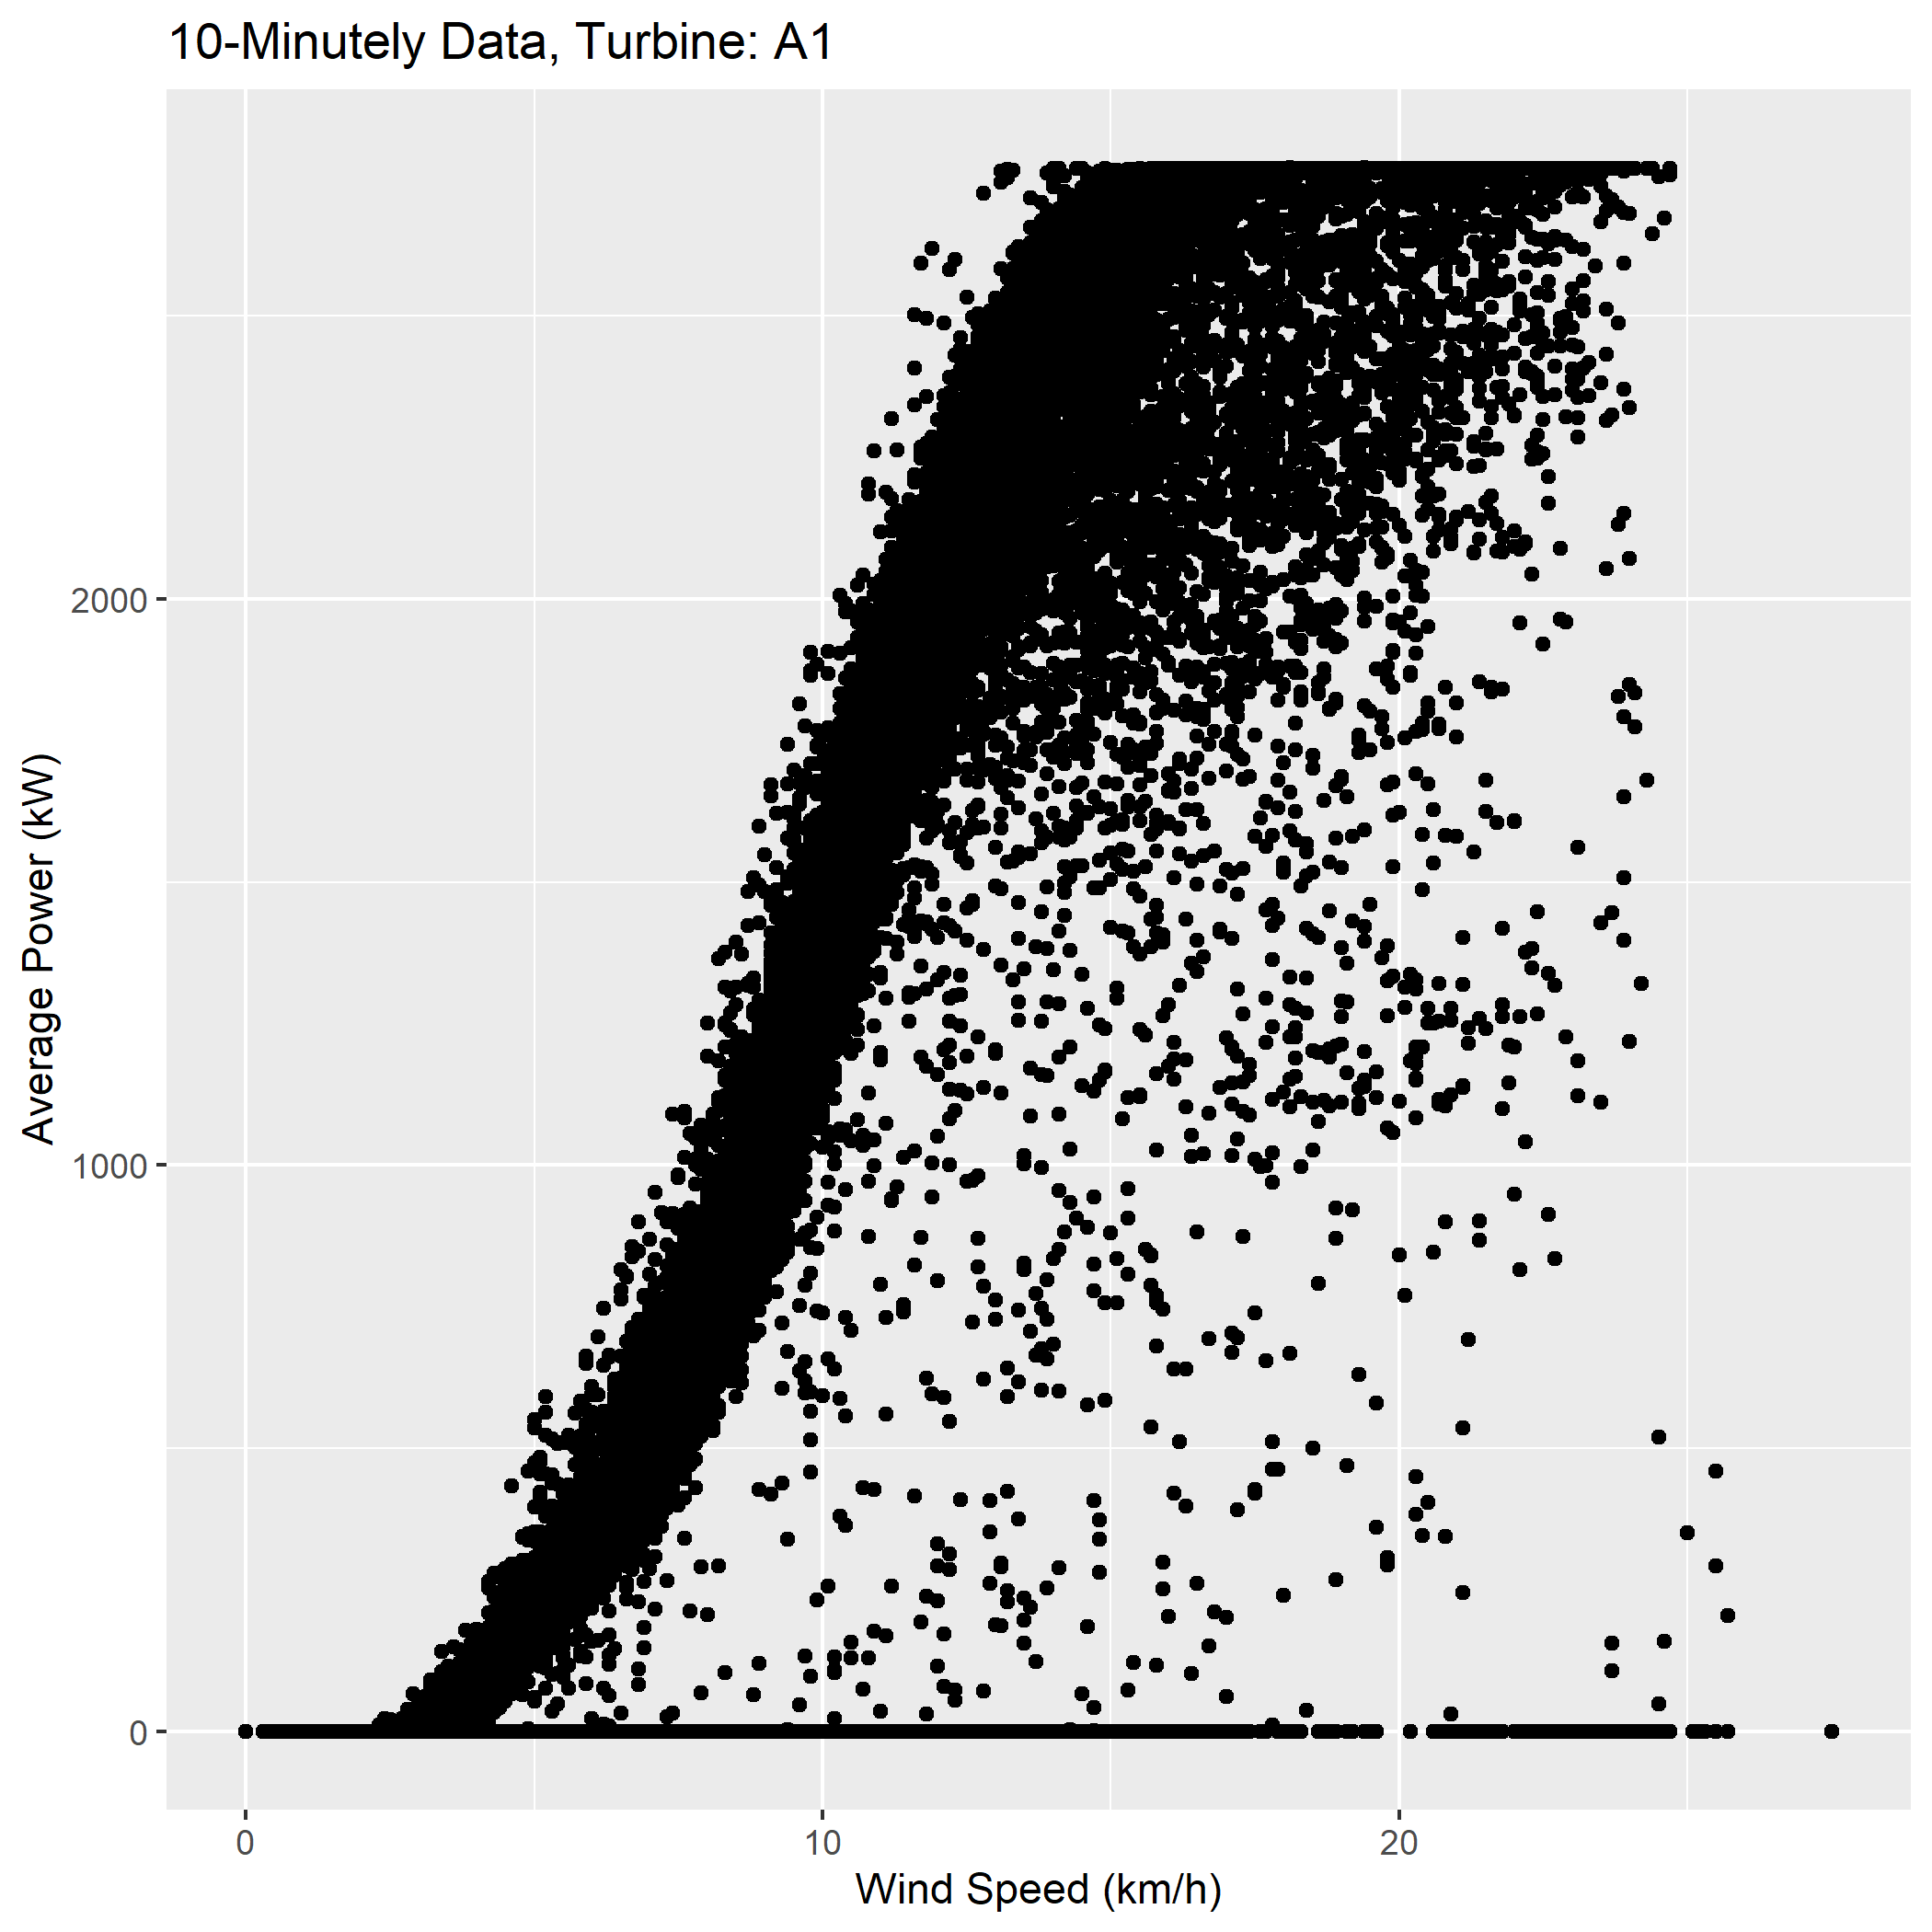 10-Minutely Data, Turbine: A1
Average Power (kW)
2000
1000
0
0 10 20
Wind Speed (km/h)